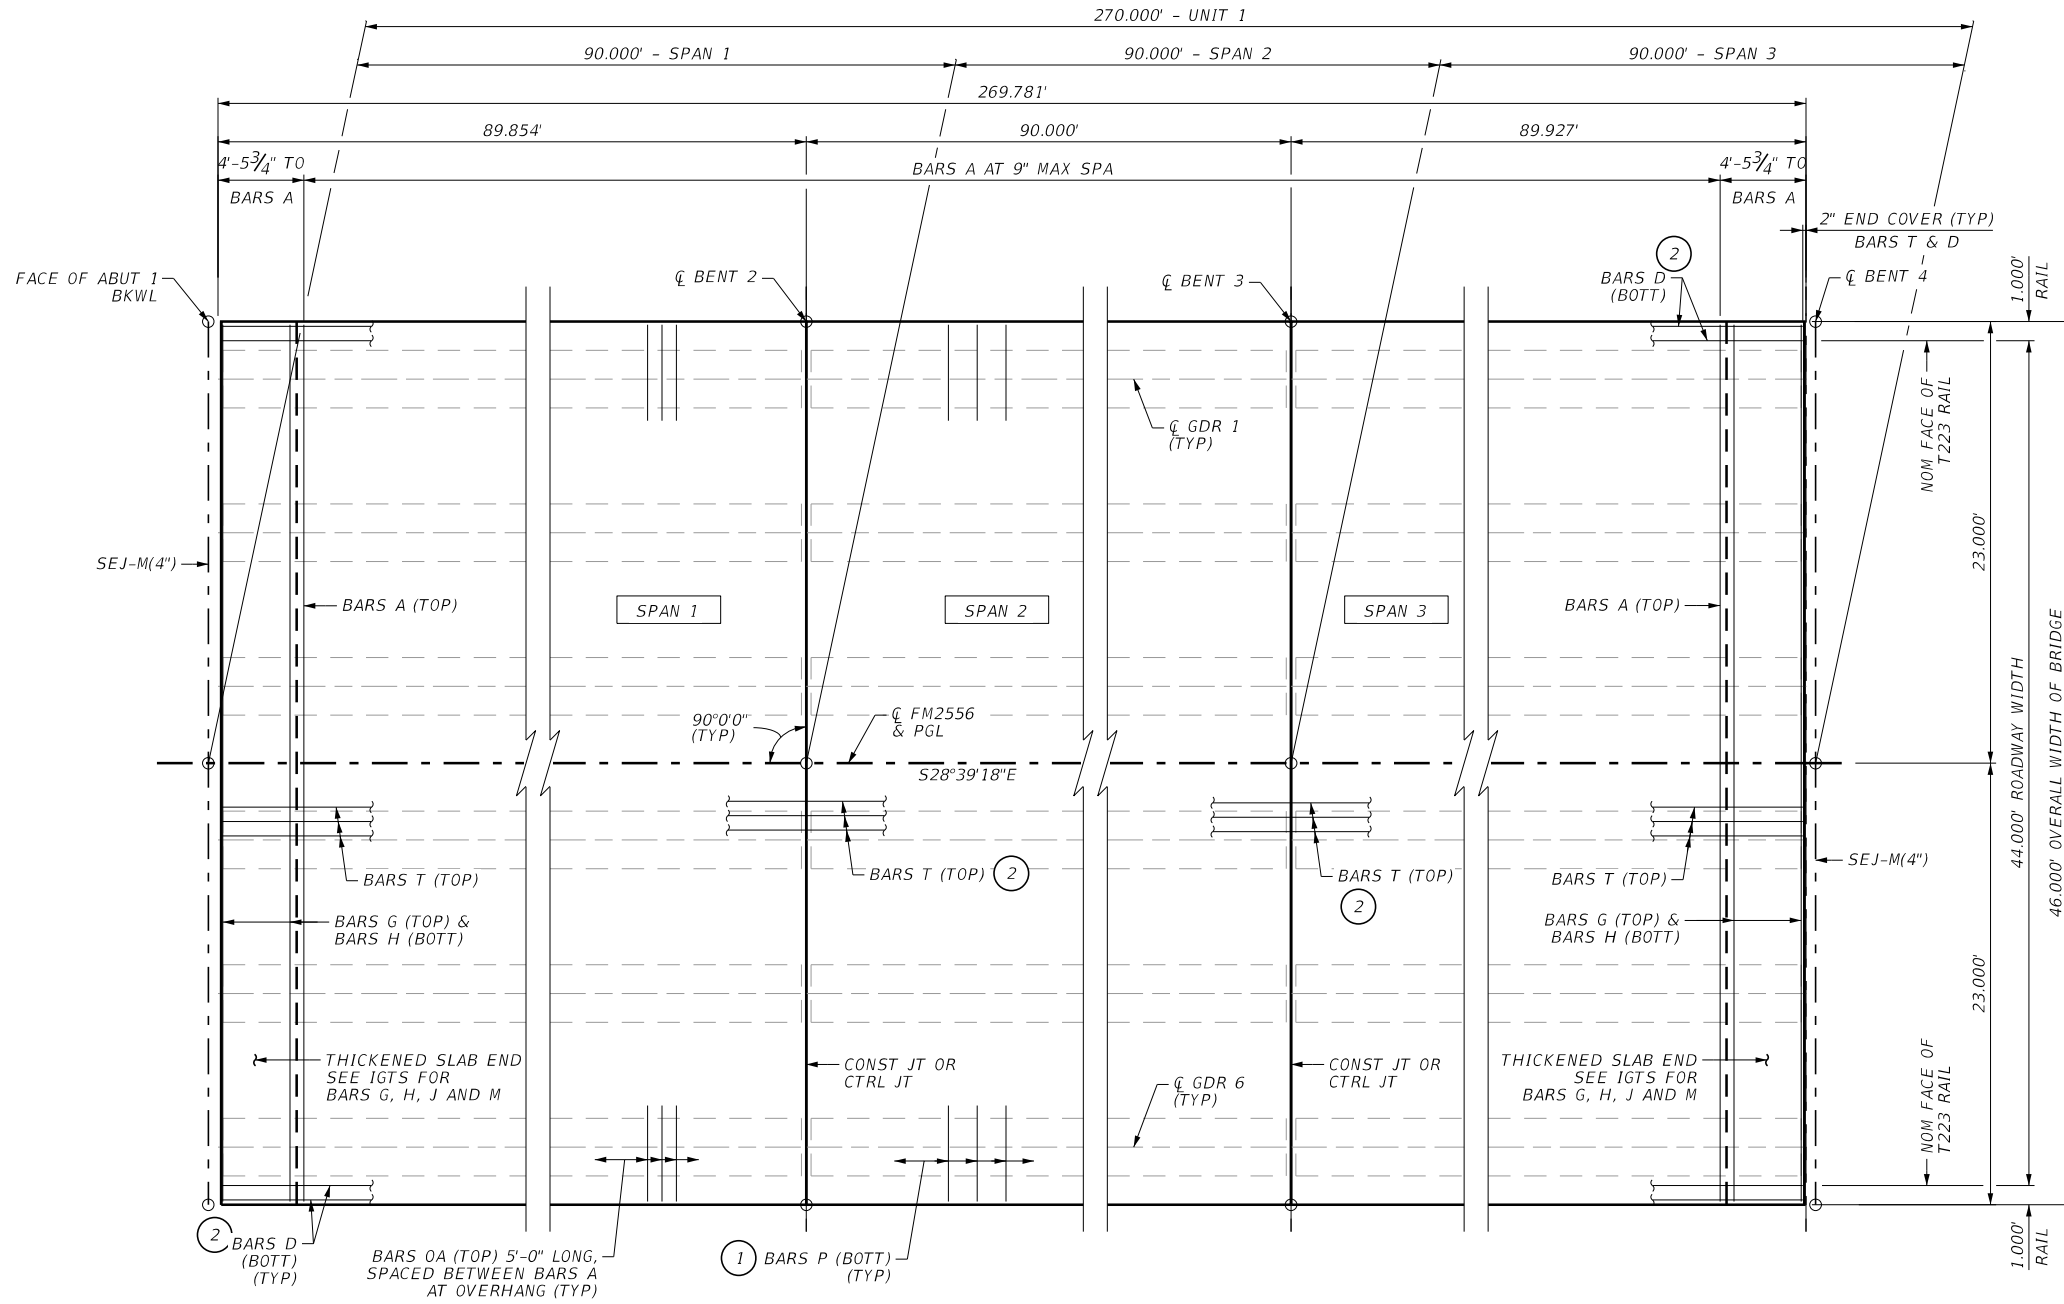 270.000' - UNIT 1
90.000' - SPAN 1
90.000' - SPAN 2
90.000' - SPAN 3
269.781'
89.854'
90.000'
89.927'
4'-5 3/4" TO
BARS A
BARS A AT 9" MAX SPA
4'-5 3/4" TO
BARS A
2" END COVER (TYP)
BARS T & D
2
FACE OF ABUT 1
BKWL
℄ BENT 2
℄ BENT 3
BARS D
(BOTT)
℄ BENT 4
1.000'
RAIL
℄ GDR 1
(TYP)
NOM FACE OF
T223 RAIL
23.000'
SEJ-M(4")
BARS A (TOP)
SPAN 1
SPAN 2
SPAN 3
BARS A (TOP)
44.000' ROADWAY WIDTH
46.000' OVERALL WIDTH OF BRIDGE
90°0'0"
(TYP)
℄ FM2556
& PGL
S28°39'18"E
BARS T (TOP)
BARS T (TOP)
2
BARS T (TOP)
2
BARS T (TOP)
SEJ-M(4")
BARS G (TOP) &
BARS H (BOTT)
BARS G (TOP) &
BARS H (BOTT)
23.000'
THICKENED SLAB END
SEE IGTS FOR
BARS G, H, J AND M
CONST JT OR
CTRL JT
℄ GDR 6
(TYP)
CONST JT OR
CTRL JT
THICKENED SLAB END
SEE IGTS FOR
BARS G, H, J AND M
NOM FACE OF
T223 RAIL
2
BARS D
(BOTT)
(TYP)
BARS OA (TOP) 5'-0" LONG,
SPACED BETWEEN BARS A
AT OVERHANG (TYP)
1
BARS P (BOTT)
(TYP)
1.000'
RAIL